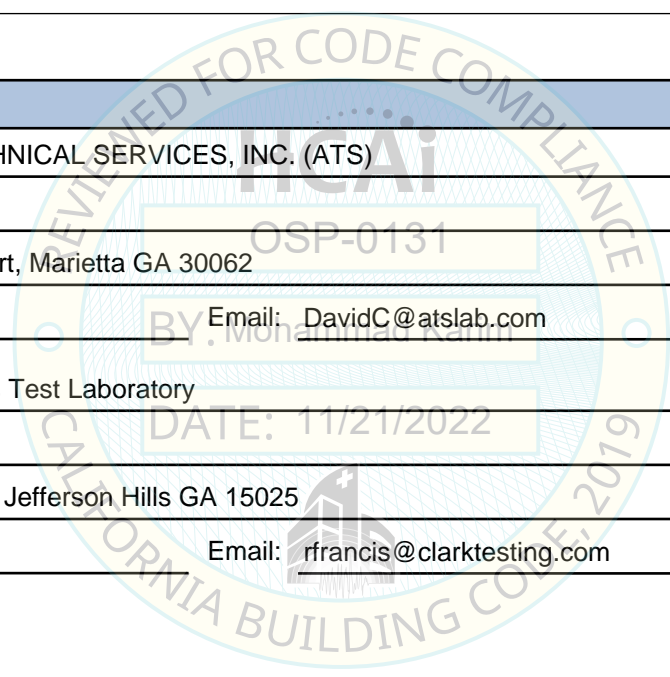 REVIEWED FOR CODE COMPLIANCE
HCAi
HNICAL SERVICES, INC. (ATS)
OSP-0131
rt, Marietta GA 30062
Email: DavidC@atslab.com
BY: Mohammad Karim
Test Laboratory
DATE: 11/21/2022
Jefferson Hills GA 15025
Email: rfrancis@clarktesting.com
CALIFORNIA BUILDING CODE, 2019